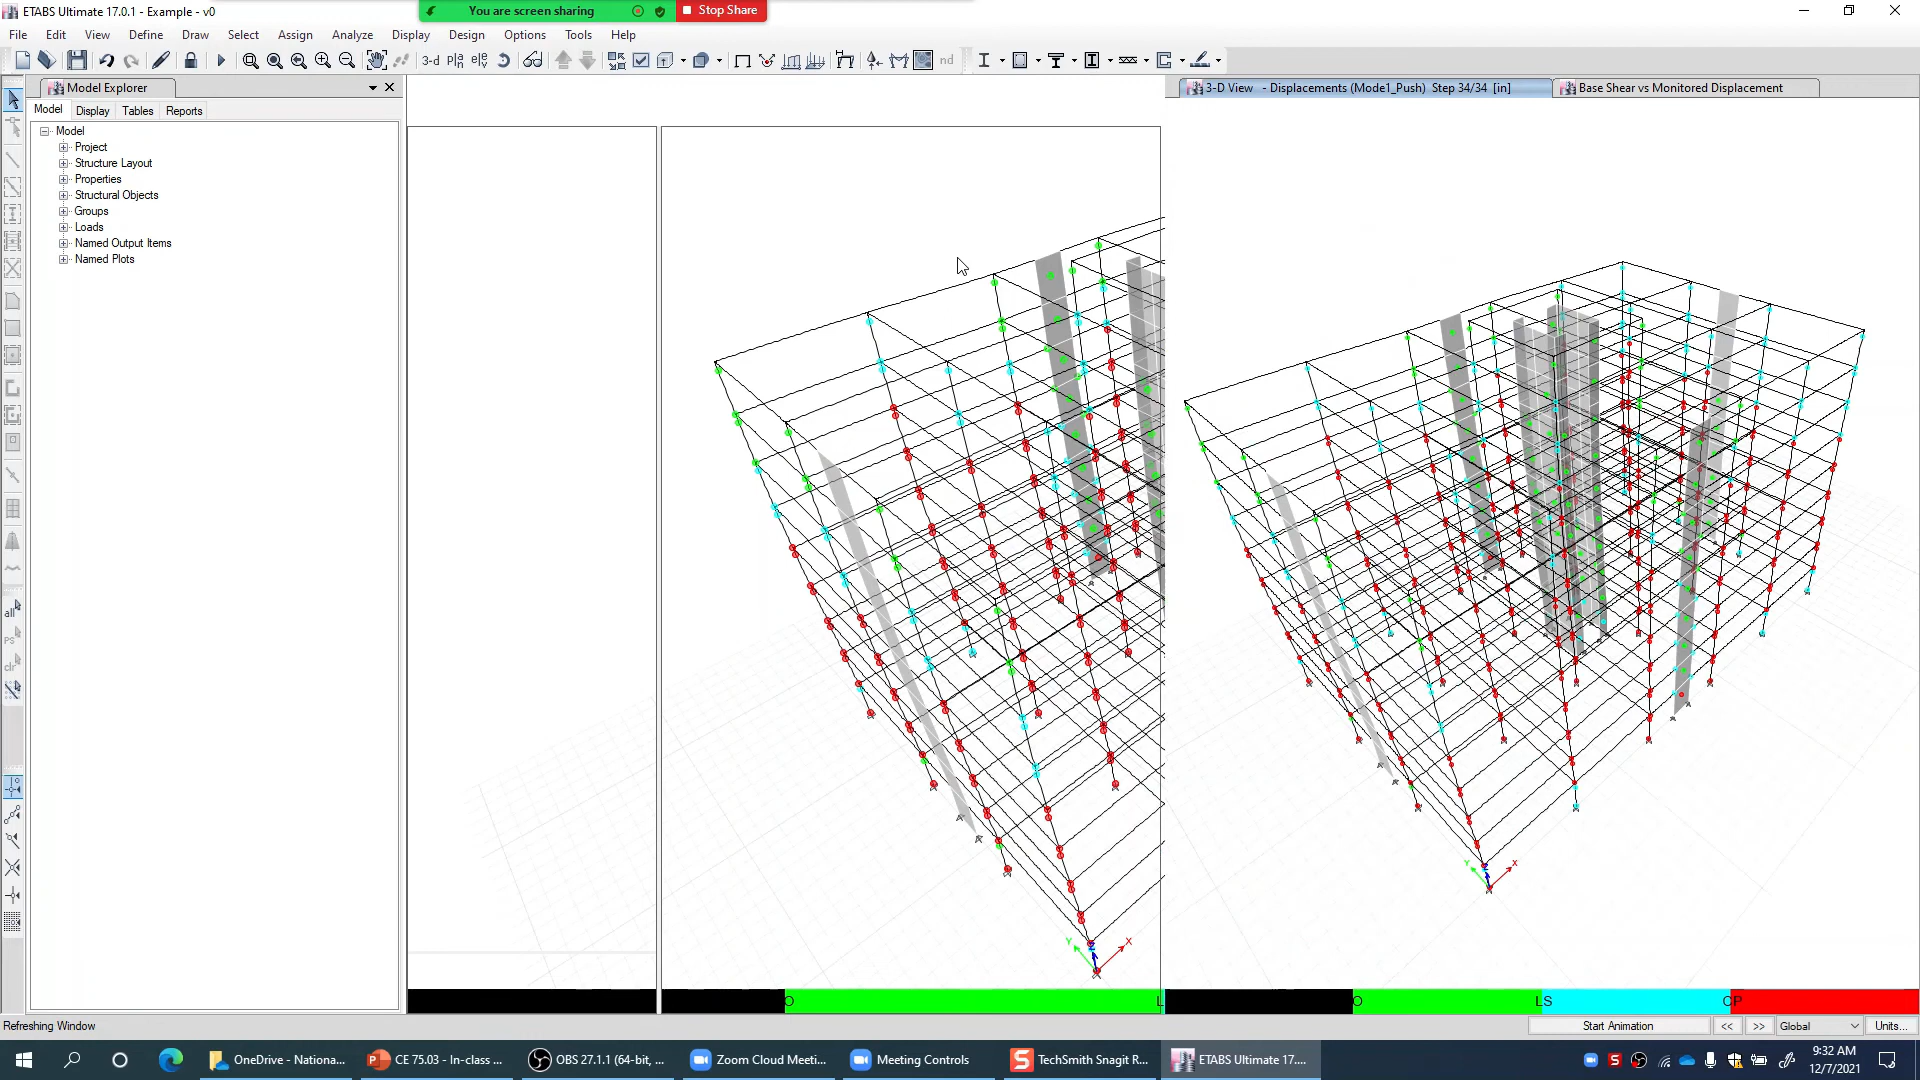 ETABS Ultimate 17.0.1 - Example - v0
You are screen sharing
Stop Share
File Edit View Define Draw Select Assign Analyze Display Design Options Tools Help
3-d
nd
Model Explorer
3-D View - Displacements (Mode1_Push) Step 34/34 [in]
Base Shear vs Monitored Displacement
Model Display Tables Reports
Model
Project
Structure Layout
Properties
Structural Objects
Groups
Loads
Named Output Items
Named Plots
all
ps
clr
Y X
Y X
LS CP
Refreshing Window
Start Animation << >> Global Units...
OneDrive - Nationa...
CE 75.03 - In-class ...
OBS 27.1.1 (64-bit, ...
Zoom Cloud Meeti...
Meeting Controls
TechSmith Snagit R...
ETABS Ultimate 17....
9:32 AM
12/7/2021